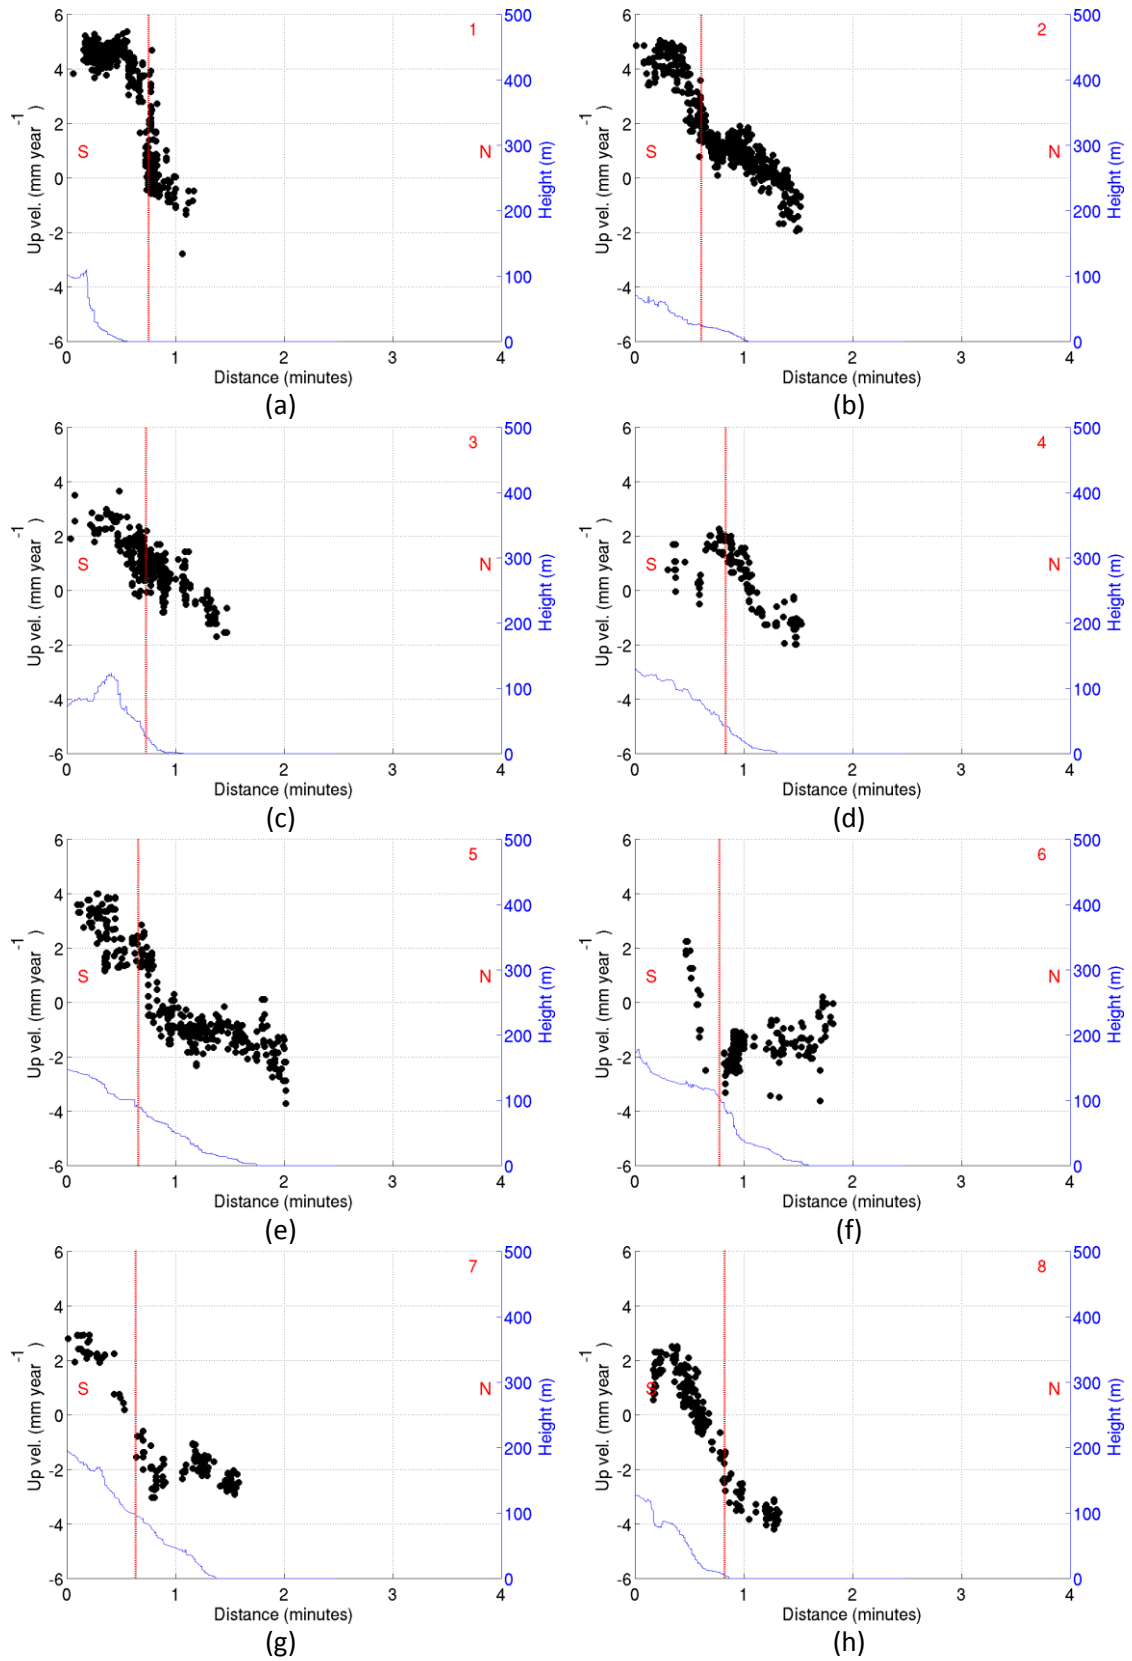 6 4 2 0 -2 -4 -6
Up vel. (mm year -1)
500 400 300 200 100 0
Height (m)
1
S N
0 1 2 3 4
Distance (minutes)
(a)
6 4 2 0 -2 -4 -6
Up vel. (mm year -1)
500 400 300 200 100 0
Height (m)
2
S N
0 1 2 3 4
Distance (minutes)
(b)
6 4 2 0 -2 -4 -6
Up vel. (mm year -1)
500 400 300 200 100 0
Height (m)
3
S N
0 1 2 3 4
Distance (minutes)
(c)
6 4 2 0 -2 -4 -6
Up vel. (mm year -1)
500 400 300 200 100 0
Height (m)
4
S N
0 1 2 3 4
Distance (minutes)
(d)
6 4 2 0 -2 -4 -6
Up vel. (mm year -1)
500 400 300 200 100 0
Height (m)
5
S N
0 1 2 3 4
Distance (minutes)
(e)
6 4 2 0 -2 -4 -6
Up vel. (mm year -1)
500 400 300 200 100 0
Height (m)
6
S N
0 1 2 3 4
Distance (minutes)
(f)
6 4 2 0 -2 -4 -6
Up vel. (mm year -1)
500 400 300 200 100 0
Height (m)
7
S N
0 1 2 3 4
Distance (minutes)
(g)
6 4 2 0 -2 -4 -6
Up vel. (mm year -1)
500 400 300 200 100 0
Height (m)
8
S N
0 1 2 3 4
Distance (minutes)
(h)